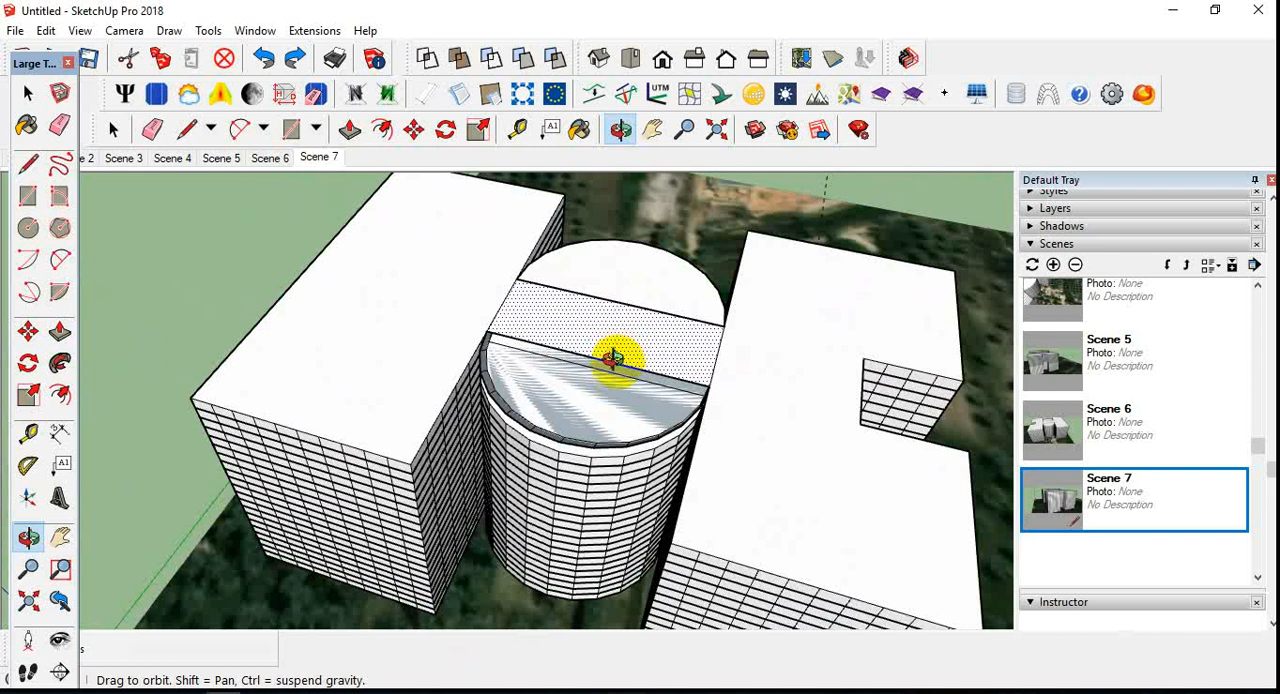 Untitled - SketchUp Pro 2018
File Edit View Camera Draw Tools Window Extensions Help
Large T...
UTM
A1
e 2 Scene 3 Scene 4 Scene 5 Scene 6 Scene 7
Default Tray
Styles
Layers
Shadows
Scenes
Photo: None
No Description
Scene 5
Photo: None
No Description
Scene 6
Photo: None
No Description
Scene 7
Photo: None
No Description
Instructor
A1
s
Drag to orbit. Shift = Pan, Ctrl = suspend gravity.